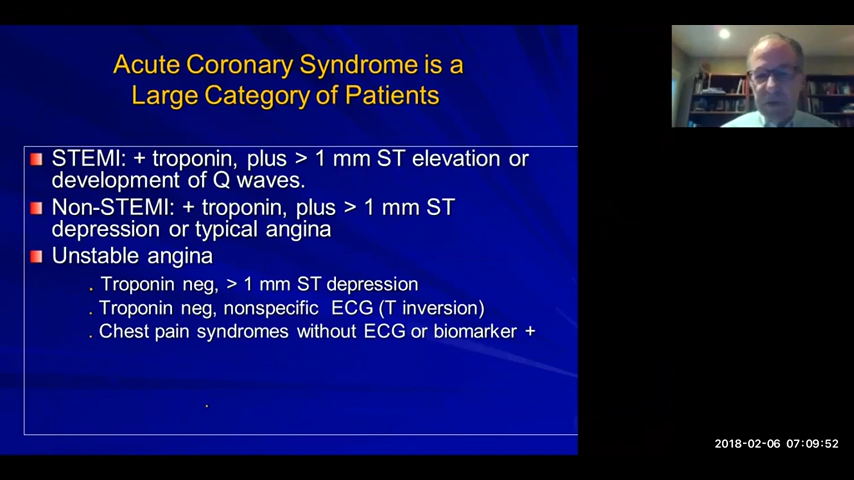 Acute Coronary Syndrome is a
Large Category of Patients
STEMI: + troponin, plus > 1 mm ST elevation or
development of Q waves.
Non-STEMI: + troponin, plus > 1 mm ST
depression or typical angina
Unstable angina
. Troponin neg, > 1 mm ST depression
. Troponin neg, nonspecific ECG (T inversion)
. Chest pain syndromes without ECG or biomarker +
2018-02-06 07:09:52